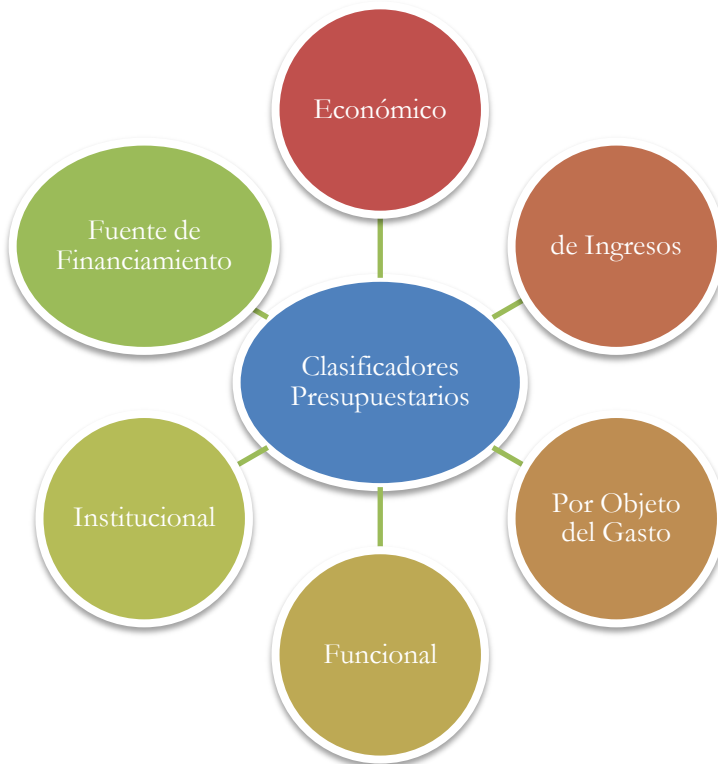 Económico
de Ingresos
Por Objeto
del Gasto
Funcional
Institucional
Fuente de
Financiamiento
Clasificadores
Presupuestarios